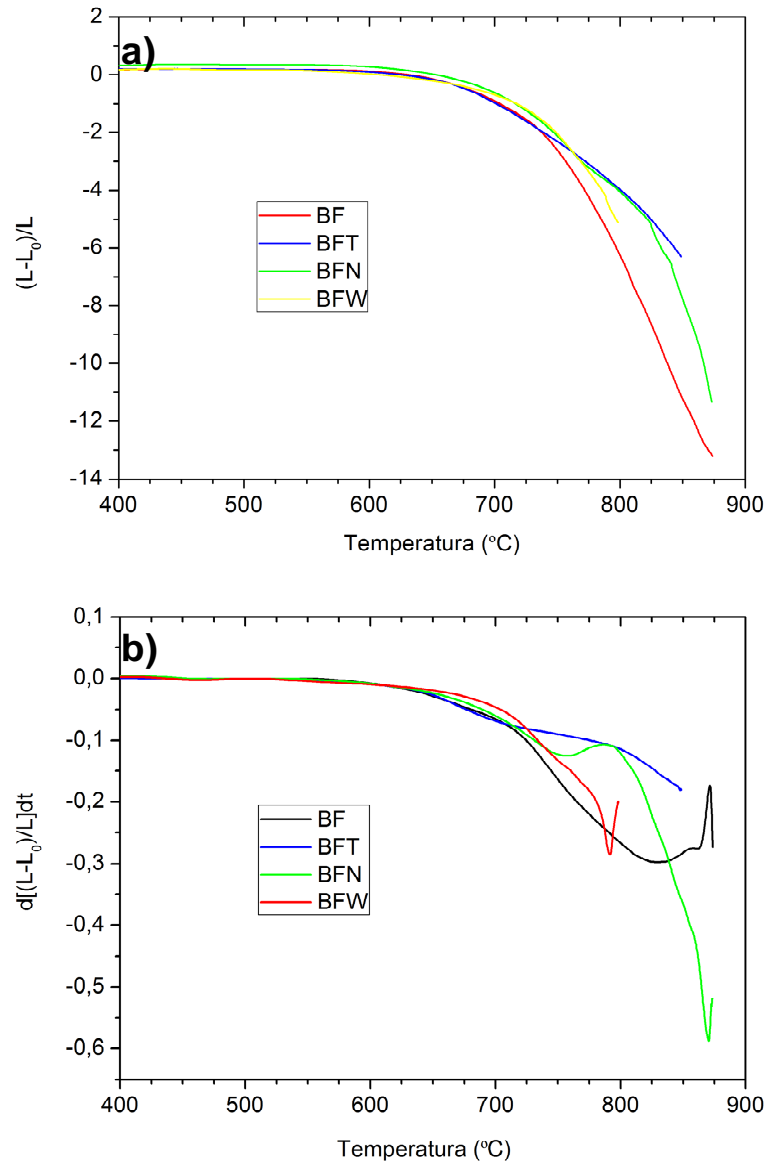 a)
2
0
-2
-4
-6
-8
-10
-12
-14
(L-L₀)/L
BF
BFT
BFN
BFW
400 500 600 700 800 900
Temperatura (°C)
b)
0,1
0,0
-0,1
-0,2
-0,3
-0,4
-0,5
-0,6
d[(L-L₀)/L]dt
BF
BFT
BFN
BFW
400 500 600 700 800 900
Temperatura (ºC)